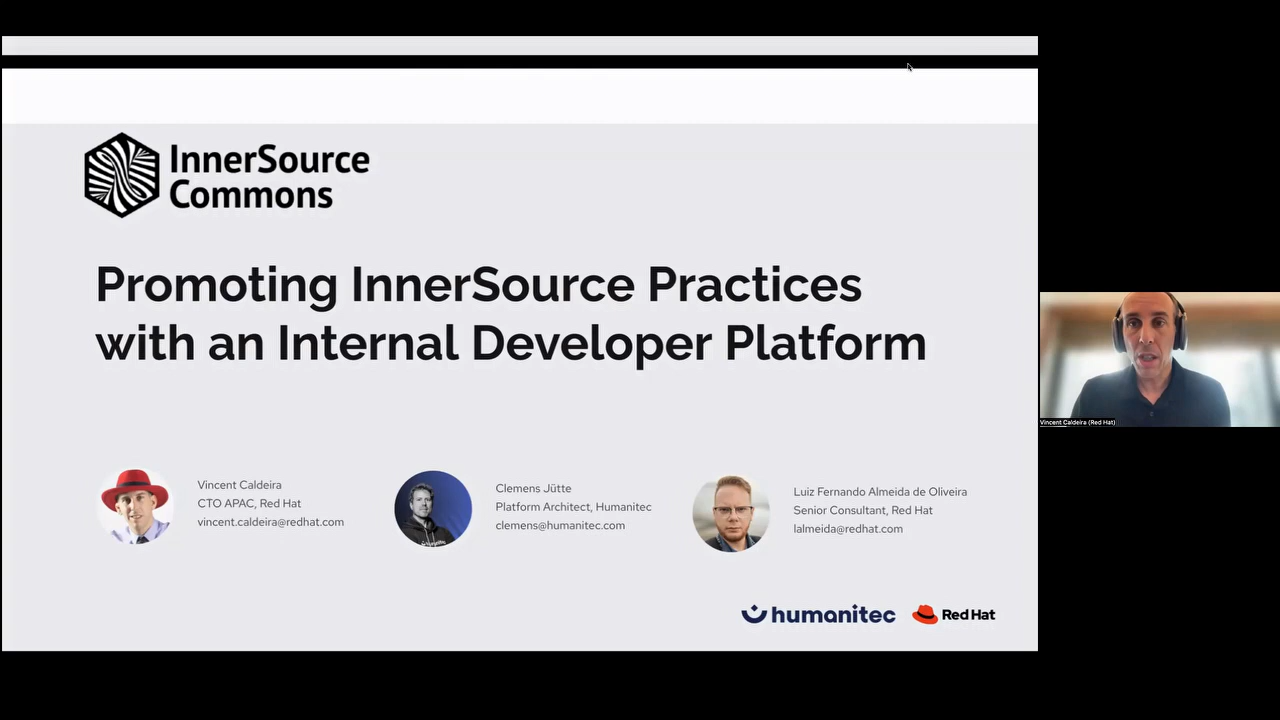 InnerSource
Commons
Promoting InnerSource Practices
with an Internal Developer Platform
Vincent Caldeira
CTO APAC, Red Hat
vincent.caldeira@redhat.com
Clemens Jütte
Platform Architect, Humanitec
clemens@humanitec.com
Luiz Fernando Almeida de Oliveira
Senior Consultant, Red Hat
lalmeida@redhat.com
humanitec
Red Hat
Vincent Caldeira (Red Hat)